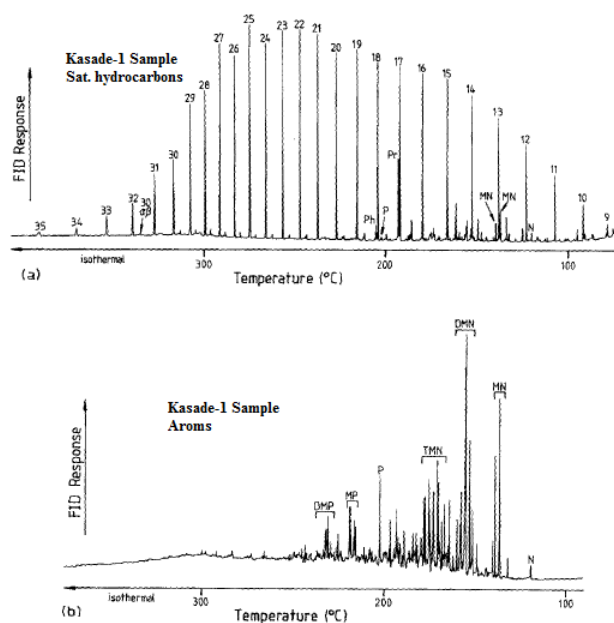 25
22
21
27
26
24
23
20
19
18
17
16
15
14
13
12
11
10
9
28
29
30
31
32
30
αβ
33
34
35
Kasade-1 Sample
Sat. hydrocarbons
FID Response
Pr
Ph
P
MN
MN
N
isothermal
300
200
100
Temperature (°C)
(a)
Kasade-1 Sample
Aroms
FID Response
DMN
MN
TMN
P
MP
DMP
N
isothermal
300
200
100
Temperature (°C)
(b)